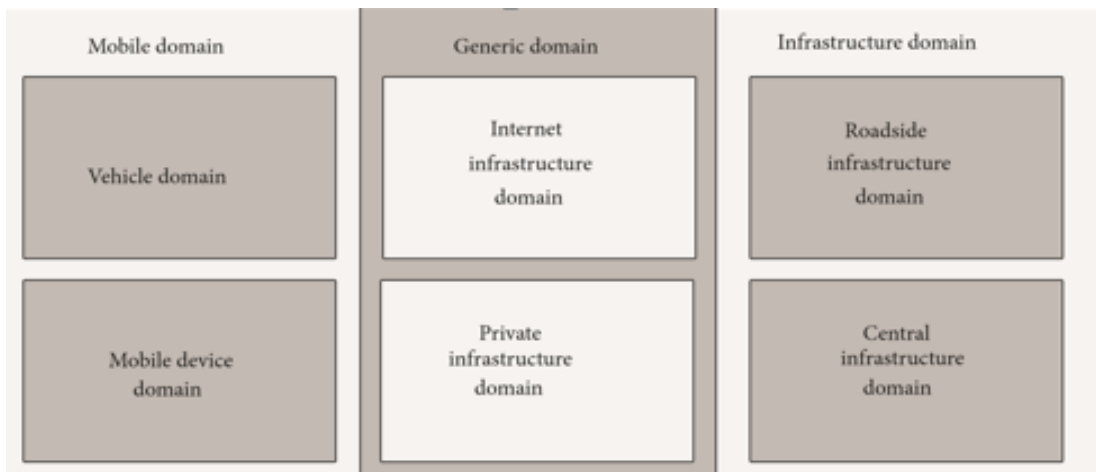 Mobile domain
Generic domain
Infrastructure domain
Vehicle domain
Internet
infrastructure
domain
Roadside
infrastructure
domain
Mobile device
domain
Private
infrastructure
domain
Central
infrastructure
domain